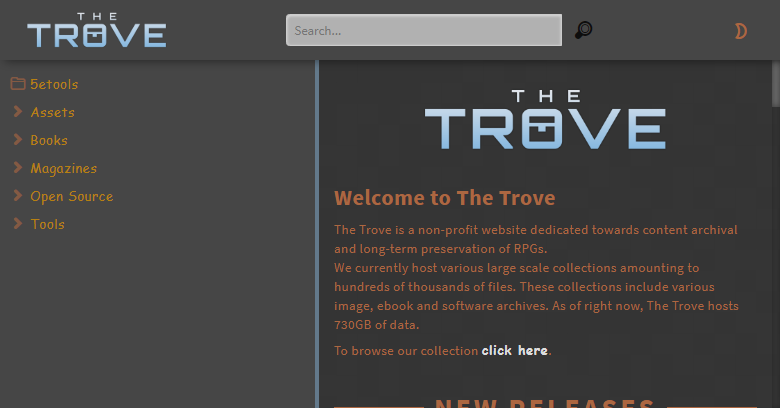 THE
TROVE
Search...
5etools
Assets
Books
Magazines
Open Source
Tools
THE
TROVE
Welcome to The Trove
The Trove is a non-profit website dedicated towards content archival
and long-term preservation of RPGs.
We currently host various large scale collections amounting to
hundreds of thousands of files. These collections include various
image, ebook and software archives. As of right now, The Trove hosts
730GB of data.
To browse our collection click here.
NEW RELEASES